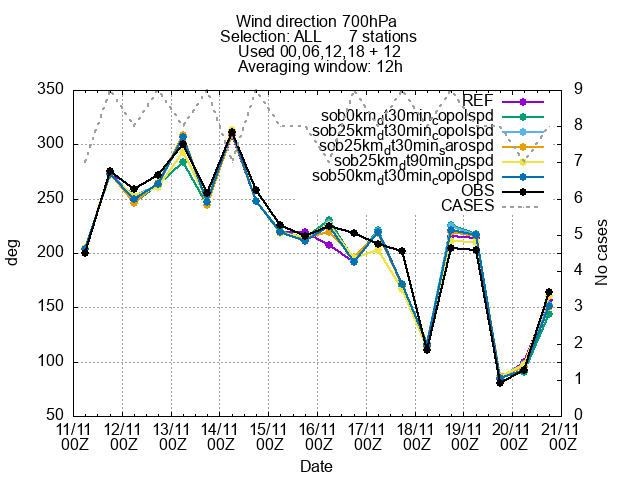 Wind direction 700hPa
Selection: ALL 7 stations
Used 00,06,12,18 + 12
Averaging window: 12h
350
300
250
200
150
100
50
deg
9
8
7
6
5
4
3
2
1
0
No cases
REF
sob0km_dt30min_copolspd
sob25km_dt30min_copolspd
sob25km_dt30min_sarospd
sob25km_dt90min_cpspd
sob50km_dt30min_copolspd
OBS
CASES
11/11 12/11 13/11 14/11 15/11 16/11 17/11 18/11 19/11 20/11 21/11
00Z 00Z 00Z 00Z 00Z 00Z 00Z 00Z 00Z 00Z 00Z
Date